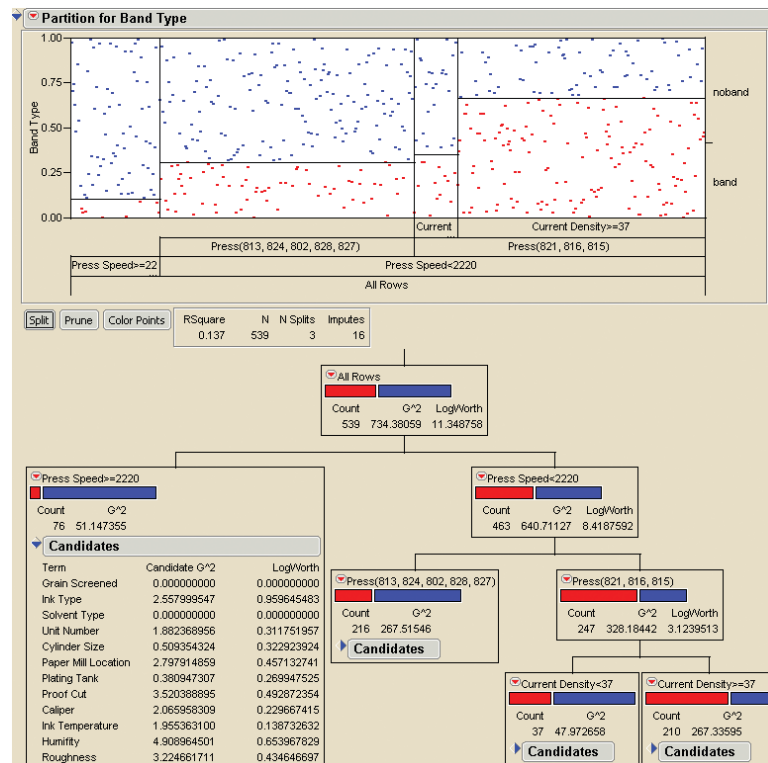 Partition for Band Type
1.00
0.75
0.50
0.25
0.00
Band Type
noband
band
Current
...
Current Density>=37
Press(813, 824, 802, 828, 827)
Press(821, 816, 815)
Press Speed>=22
...
Press Speed<2220
All Rows
Split Prune Color Points
RSquare N N Splits Imputes
0.137 539 3 16
All Rows
Count G^2 LogWorth
539 734.38059 11.348758
Press Speed>=2220
Count G^2
76 51.147355
Candidates
Term Candidate G^2 LogWorth
Grain Screened 0.000000000 0.000000000
Ink Type 2.557999547 0.959645483
Solvent Type 0.000000000 0.000000000
Unit Number 1.882368956 0.311751957
Cylinder Size 0.509354324 0.322923924
Paper Mill Location 2.797914859 0.457132741
Plating Tank 0.380947307 0.269947525
Proof Cut 3.520388895 0.492872354
Caliper 2.065958309 0.229667415
Ink Temperature 1.955363100 0.138732632
Humifity 4.908964501 0.653967829
Roughness 3.224661711 0.434646697
Press Speed<2220
Count G^2 LogWorth
463 640.71127 8.4187592
Press(813, 824, 802, 828, 827)
Count G^2
216 267.51546
Candidates
Press(821, 816, 815)
Count G^2 LogWorth
247 328.18442 3.1239513
Current Density<37
Count G^2
37 47.972658
Candidates
Current Density>=37
Count G^2
210 267.33595
Candidates